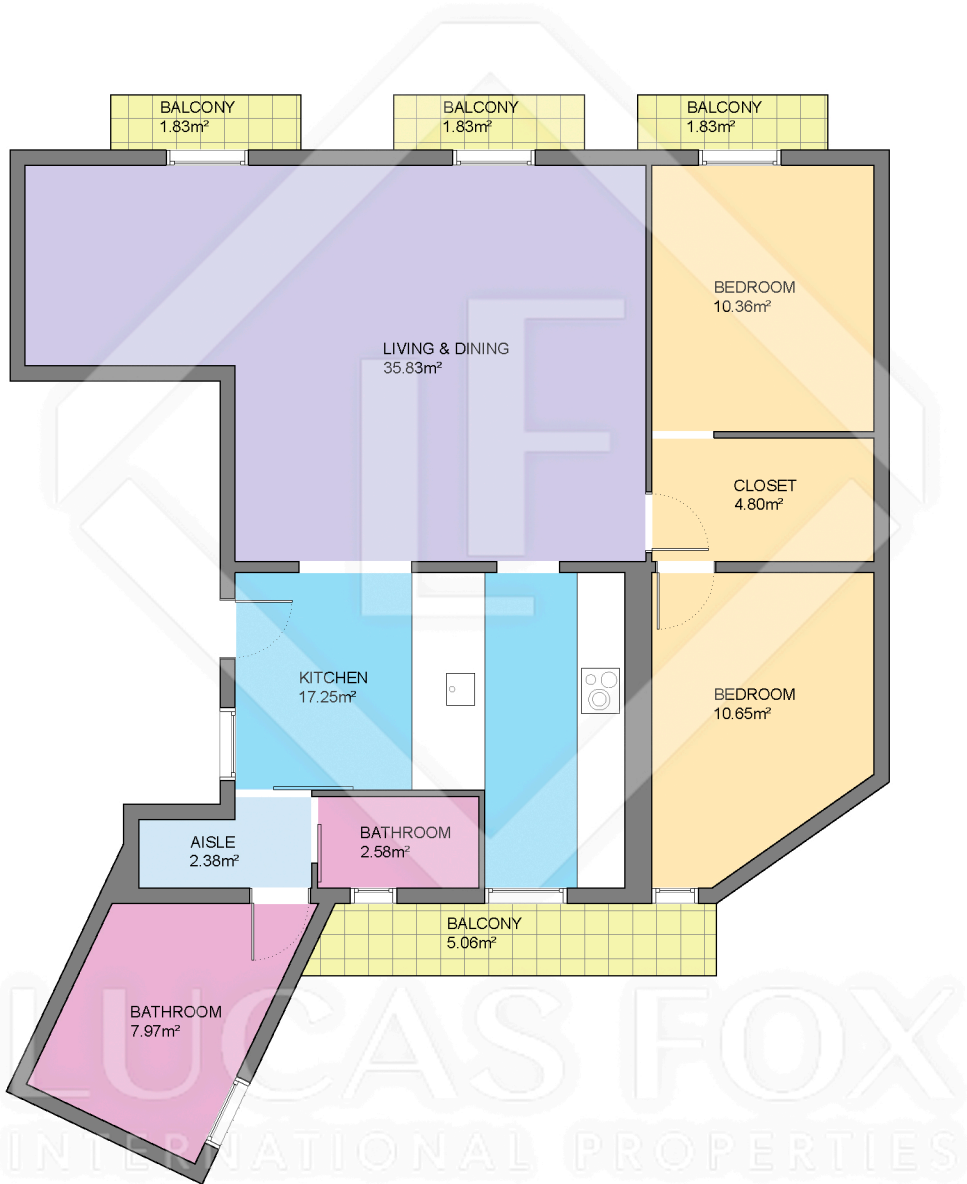 BALCONY
1.83m²
BALCONY
1.83m²
BALCONY
1.83m²
BEDROOM
10.36m²
LIVING & DINING
35.83m²
CLOSET
4.80m²
KITCHEN
17.25m²
BEDROOM
10.65m²
BATHROOM
2.58m²
AISLE
2.38m²
BALCONY
5.06m²
BATHROOM
7.97m²
LF
LUCAS FOX
INTERNATIONAL PROPERTIES